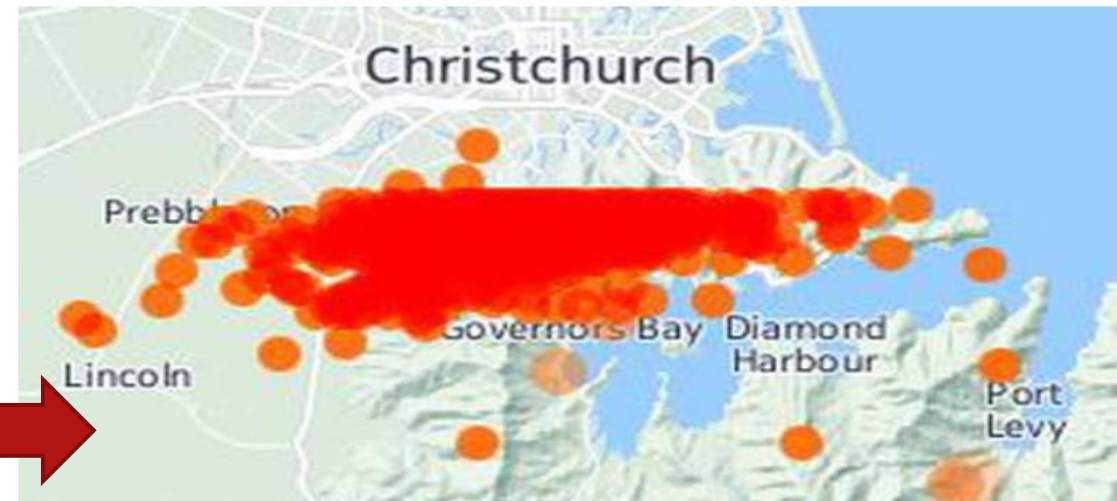 Christchurch
Governors Bay
Diamond
Harbour
Lincoln
Port
Levy